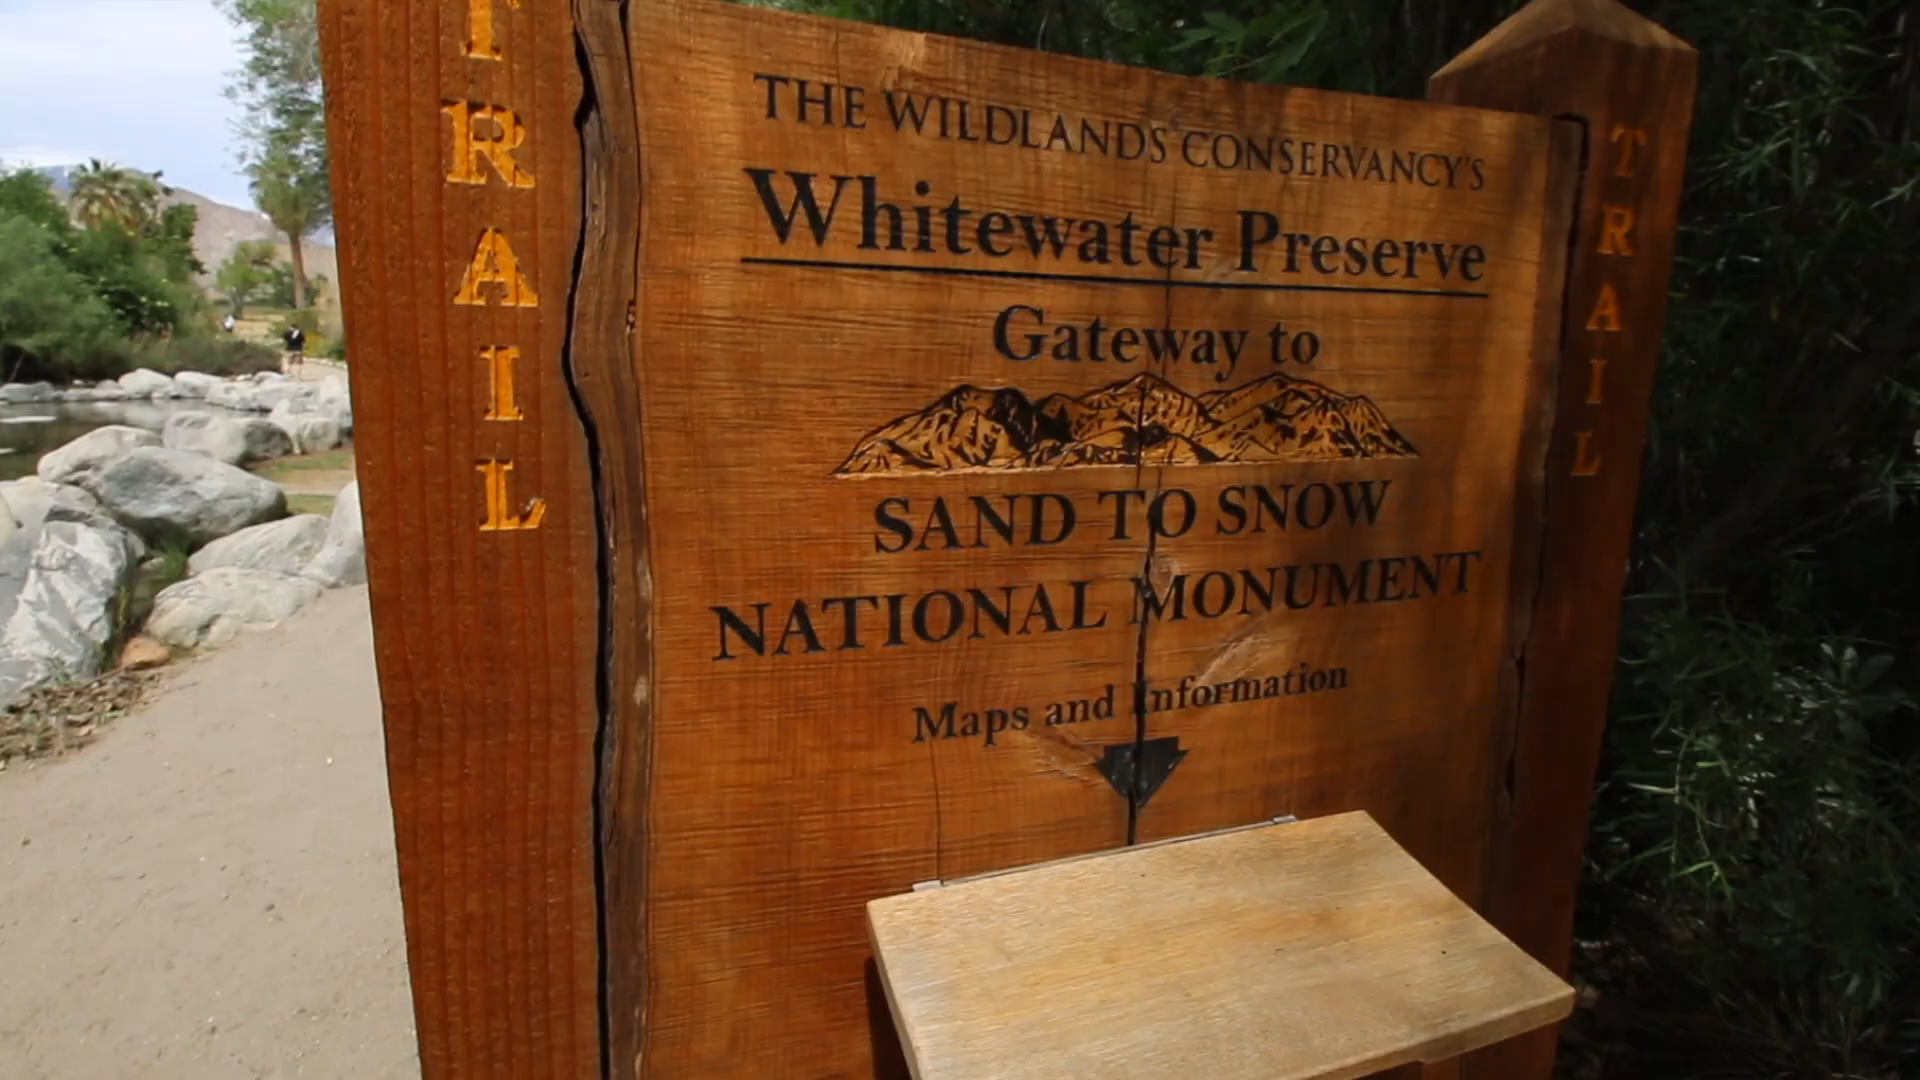 TRAIL
THE WILDLANDS CONSERVANCY'S
Whitewater Preserve
Gateway to
SAND TO SNOW
NATIONAL MONUMENT
Maps and Information
TRAIL